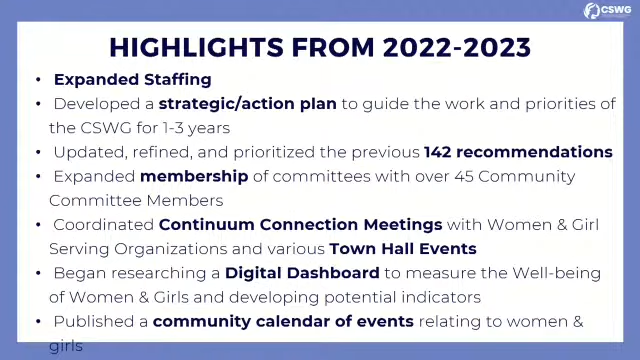 CSWG
HIGHLIGHTS FROM 2022-2023
• Expanded Staffing
• Developed a strategic/action plan to guide the work and priorities of
the CSWG for 1-3 years
• Updated, refined, and prioritized the previous 142 recommendations
• Expanded membership of committees with over 45 Community
Committee Members
• Coordinated Continuum Connection Meetings with Women & Girl
Serving Organizations and various Town Hall Events
• Began researching a Digital Dashboard to measure the Well-being
of Women & Girls and developing potential indicators
• Published a community calendar of events relating to women &
girls